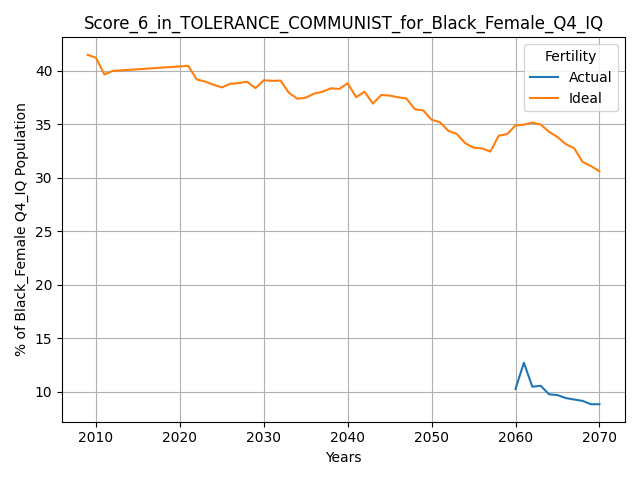 Score_6_in_TOLERANCE_COMMUNIST_for_Black_Female_Q4_IQ
Fertility
Actual
Ideal
% of Black_Female Q4_IQ Population
40
35
30
25
20
15
10
2010 2020 2030 2040 2050 2060 2070
Years